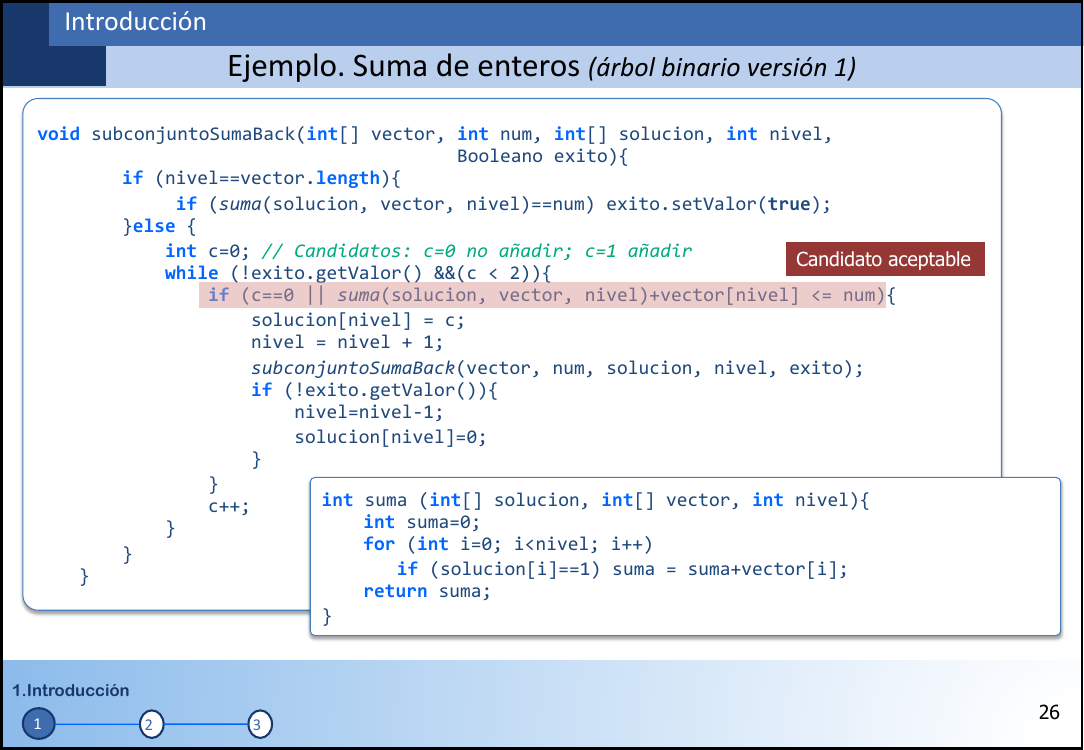 Introducción
Ejemplo. Suma de enteros (árbol binario versión 1)
void subconjuntoSumaBack(int[] vector, int num, int[] solucion, int nivel,
Booleano exito){
if (nivel==vector.length){
if (suma(solucion, vector, nivel)==num) exito.setValor(true);
}else {
int c=0; // Candidatos: c=0 no añadir; c=1 añadir
while (!exito.getValor() &&(c < 2)){
Candidato aceptable
if (c==0 || suma(solucion, vector, nivel)+vector[nivel] <= num){
solucion[nivel] = c;
nivel = nivel + 1;
subconjuntoSumaBack(vector, num, solucion, nivel, exito);
if (!exito.getValor()){
nivel=nivel-1;
solucion[nivel]=0;
}
}
c++;
}
}
}
int suma (int[] solucion, int[] vector, int nivel){
int suma=0;
for (int i=0; i<nivel; i++)
if (solucion[i]==1) suma = suma+vector[i];
return suma;
}
1.Introducción
1 2 3
26